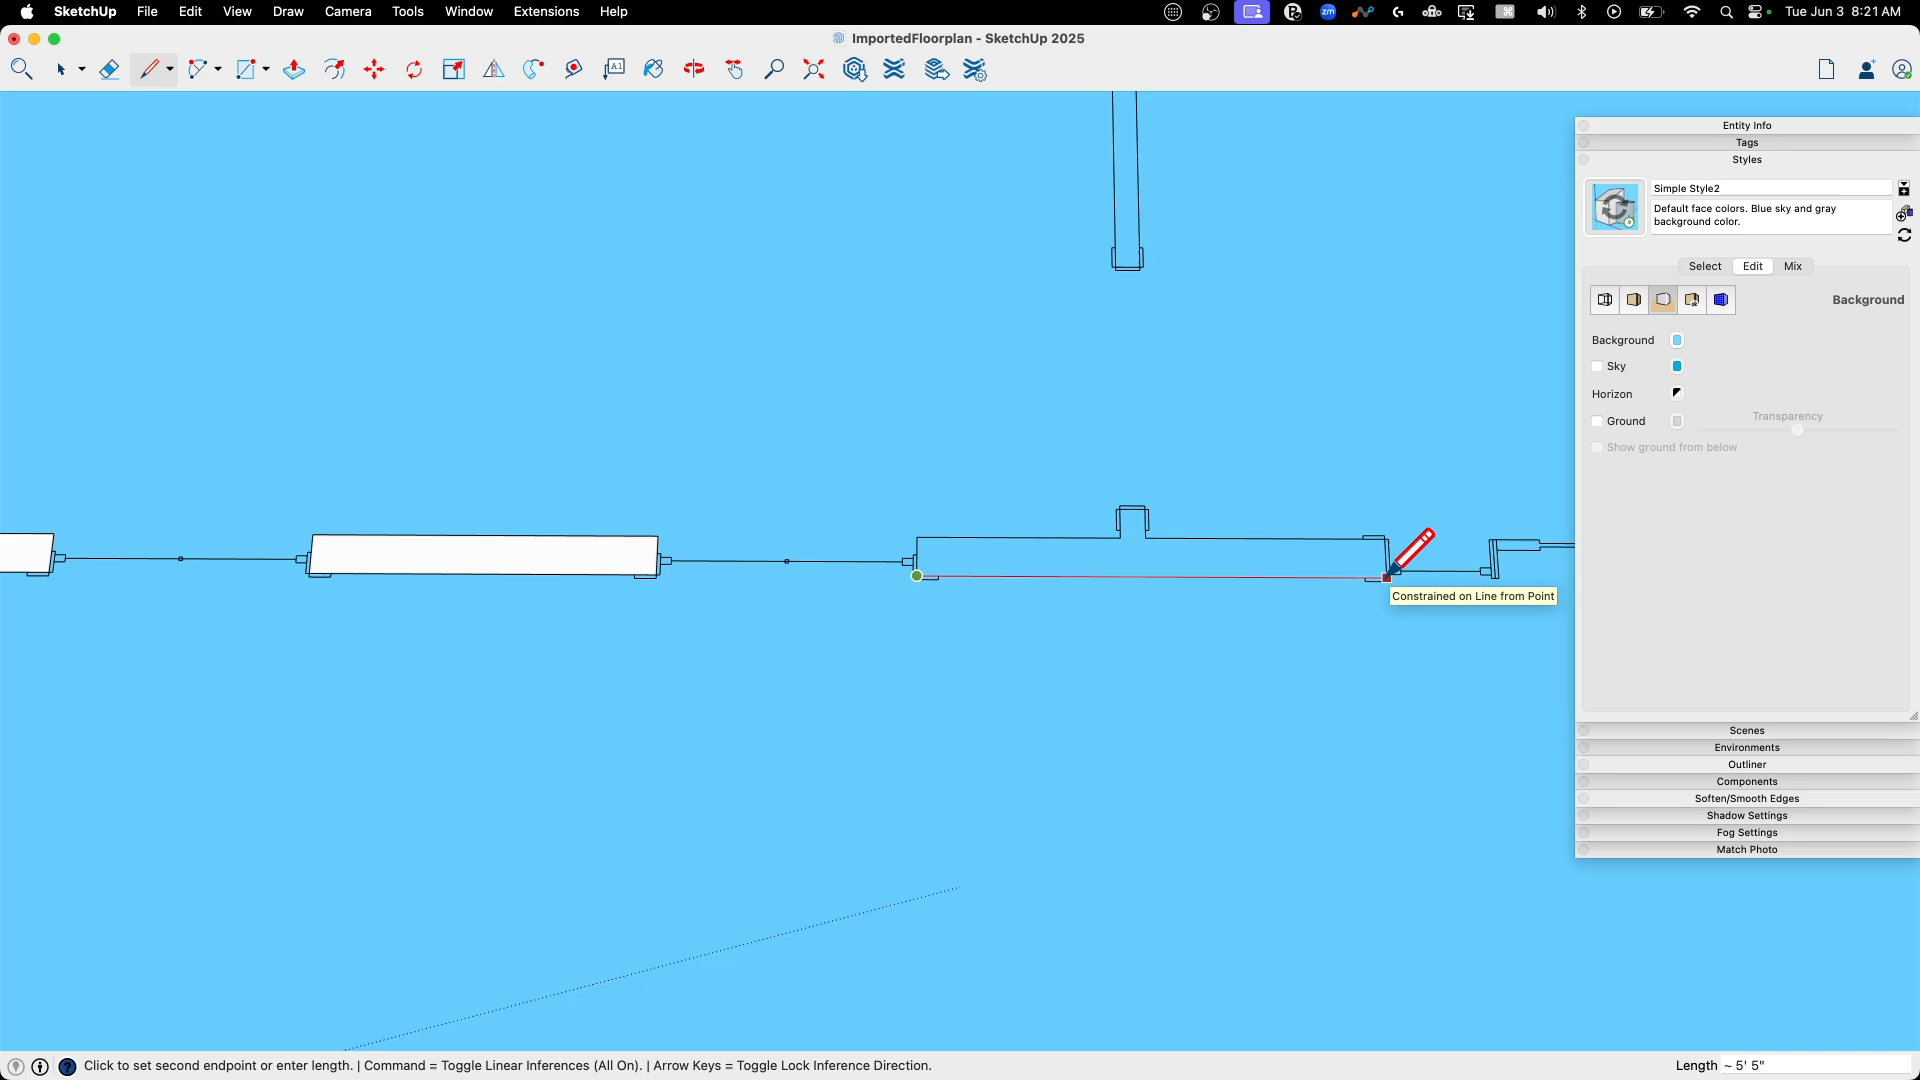 SketchUp File Edit View Draw Camera Tools Window Extensions Help
zm
Tue Jun 3 8:21 AM
ImportedFloorplan - SketchUp 2025
A1
Entity Info
Tags
Styles
Simple Style2
Default face colors. Blue sky and gray
background color.
Select Edit Mix
Background
Background
Sky
Horizon
Ground
Transparency
Show ground from below
Constrained on Line from Point
Scenes
Environments
Outliner
Components
Soften/Smooth Edges
Shadow Settings
Fog Settings
Match Photo
Click to set second endpoint or enter length. | Command = Toggle Linear Inferences (All On). | Arrow Keys = Toggle Lock Inference Direction.
Length ~ 5' 5"